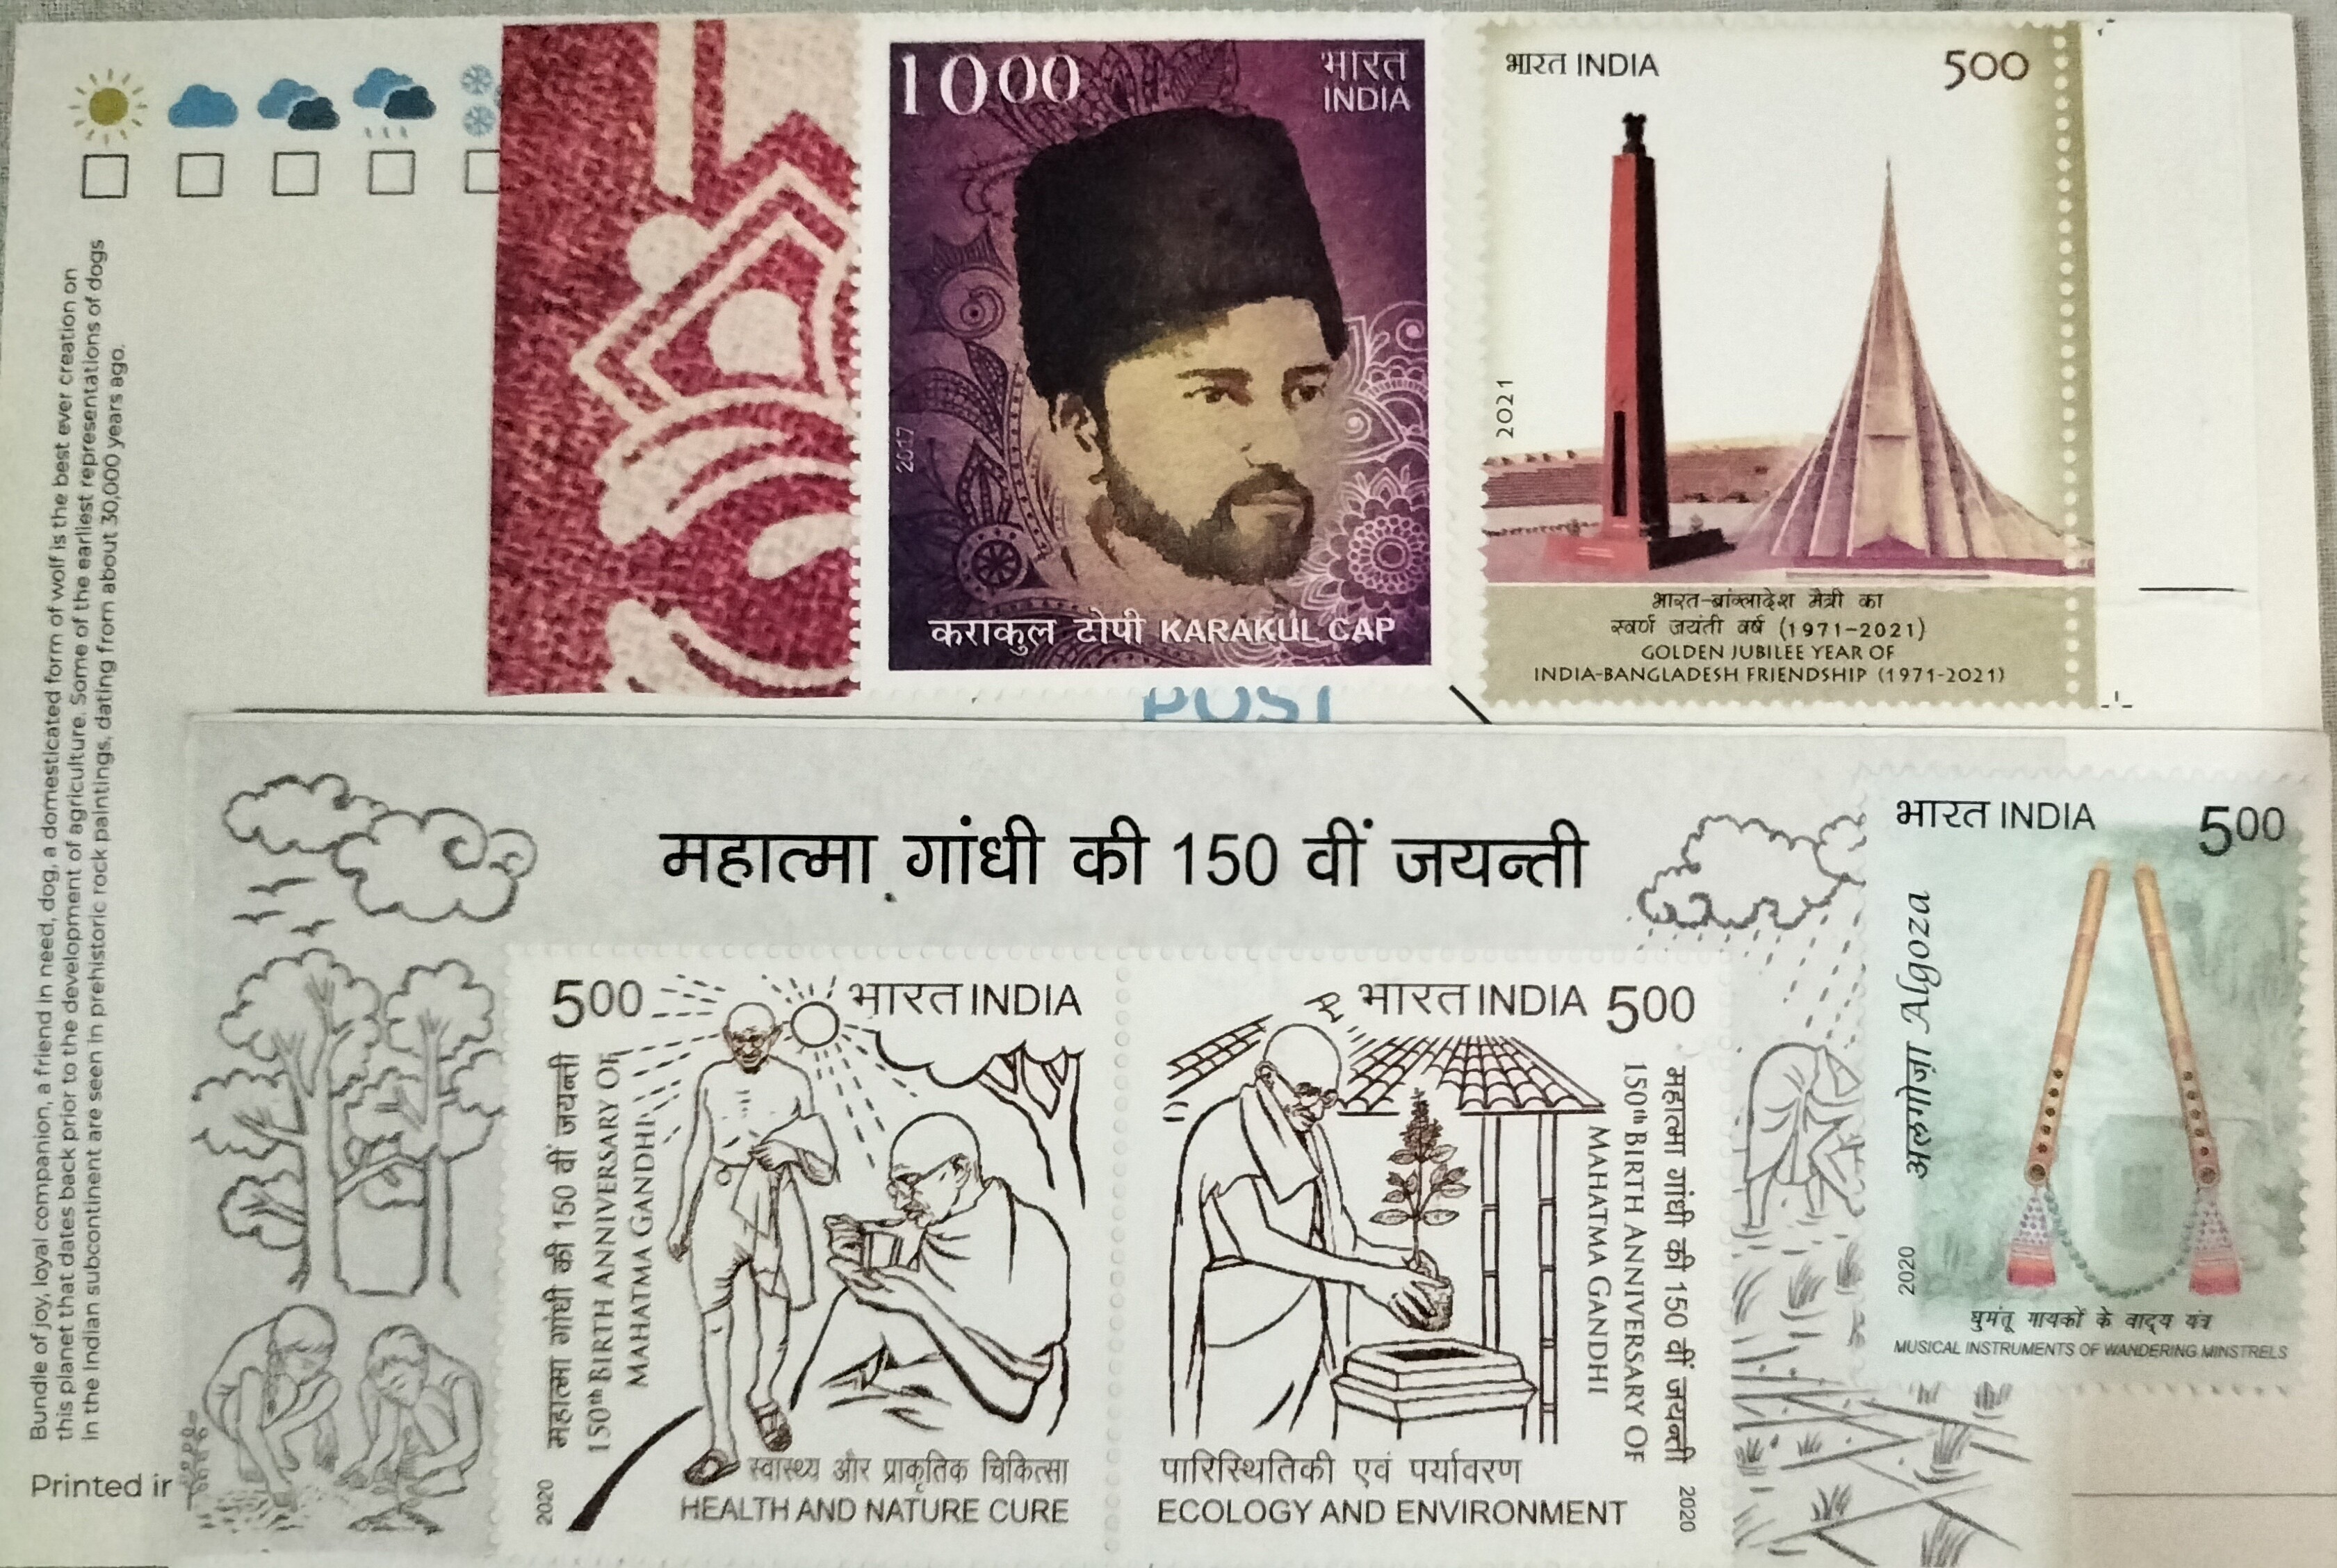 Bundle of joy, loyal companion, a friend in need, dog, a domesticated form of wolf is the best ever creation on
this planet that dates back prior to the development of agriculture. Some of the earliest representations of dogs
in the Indian subcontinent are seen in prehistoric rock paintings, dating from about 30,000 years ago.
Printed in
1000
भारत
INDIA
2017
कराकुल टोपी KARAKUL CAP
भारत INDIA 500
2021
भारत-बांग्लादेश मैत्री का
स्वर्ण जयंती वर्ष (1971-2021)
GOLDEN JUBILEE YEAR OF
INDIA-BANGLADESH FRIENDSHIP (1971-2021)
POST
महात्मा गांधी की 150 वीं जयन्ती
500 भारत INDIA
महात्मा गांधी की 150 वीं जयन्ती
150th BIRTH ANNIVERSARY OF
MAHATMA GANDHI
2020
स्वास्थ्य और प्राकृतिक चिकित्सा
HEALTH AND NATURE CURE
भारत INDIA 500
महात्मा गांधी की 150 वीं जयन्ती
150th BIRTH ANNIVERSARY OF
MAHATMA GANDHI
पारिस्थितिकी एवं पर्यावरण
ECOLOGY AND ENVIRONMENT
2020
भारत INDIA 500
अलगोज़ा Algoza
2020
घुमंतू गायकों के वाद्य यंत्र
MUSICAL INSTRUMENTS OF WANDERING MINSTRELS